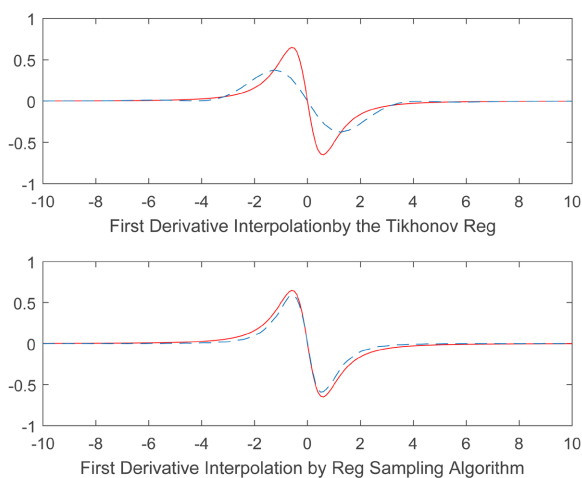 1
0.5
0
-0.5
-1
-10 -8 -6 -4 -2 0 2 4 6 8 10
First Derivative Interpolationby the Tikhonov Reg
1
0.5
0
-0.5
-1
-10 -8 -6 -4 -2 0 2 4 6 8 10
First Derivative Interpolation by Reg Sampling Algorithm